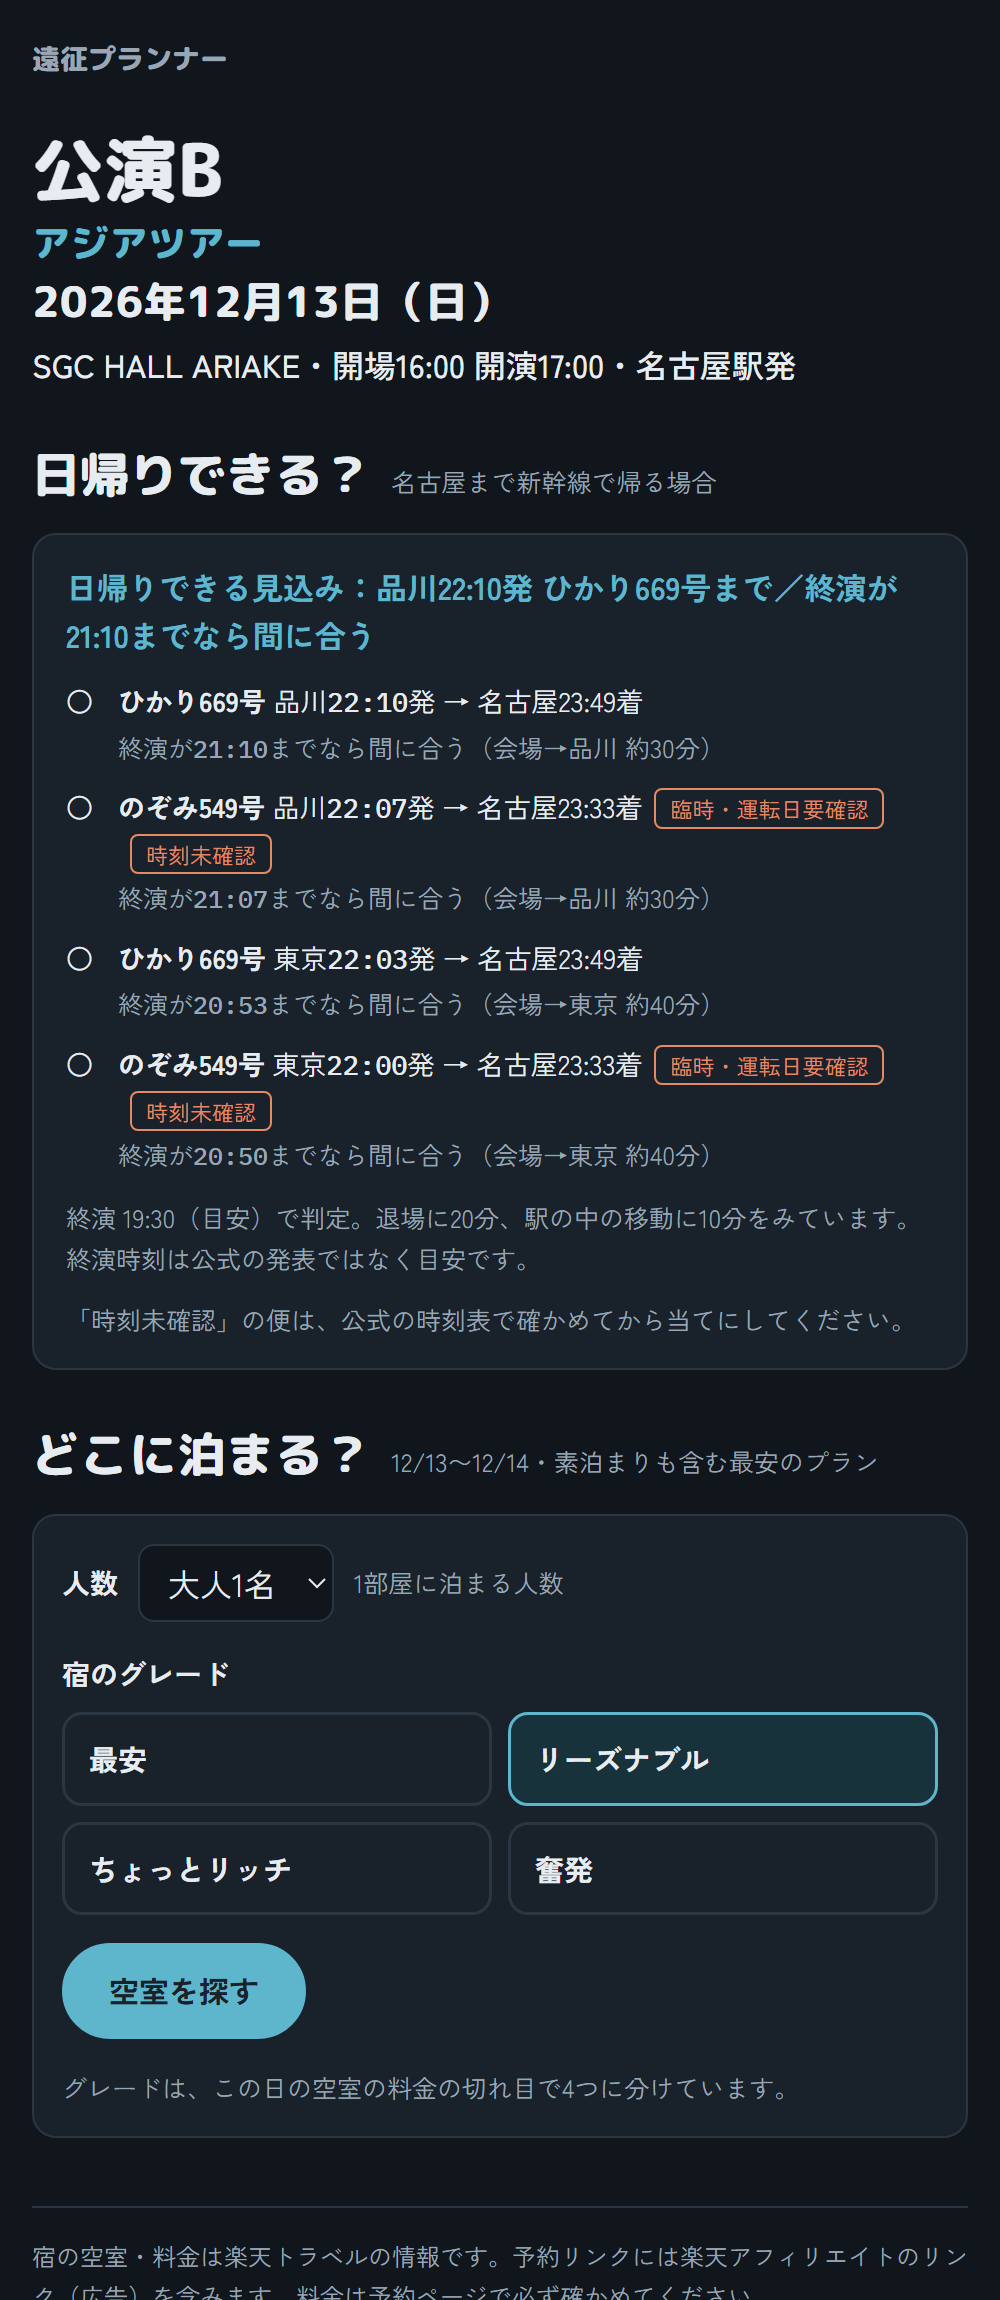 遠征プランナー
公演B
アジアツアー
2026年12月13日（日）
SGC HALL ARIAKE・開場16:00 開演17:00・名古屋駅発
日帰りできる？ 名古屋まで新幹線で帰る場合
日帰りできる見込み：品川22:10発 ひかり669号まで／終演が
21:10までなら間に合う
○ ひかり669号 品川22:10発 → 名古屋23:49着
終演が21:10までなら間に合う（会場→品川 約30分）
○ のぞみ549号 品川22:07発 → 名古屋23:33着 臨時・運転日要確認
時刻未確認
終演が21:07までなら間に合う（会場→品川 約30分）
○ ひかり669号 東京22:03発 → 名古屋23:49着
終演が20:53までなら間に合う（会場→東京 約40分）
○ のぞみ549号 東京22:00発 → 名古屋23:33着 臨時・運転日要確認
時刻未確認
終演が20:50までなら間に合う（会場→東京 約40分）
終演 19:30（目安）で判定。退場に20分、駅の中の移動に10分をみています。
終演時刻は公式の発表ではなく目安です。
「時刻未確認」の便は、公式の時刻表で確かめてから当てにしてください。
どこに泊まる？ 12/13〜12/14・素泊まりも含む最安のプラン
人数 大人1名 1部屋に泊まる人数
宿のグレード
最安 リーズナブル
ちょっとリッチ 奮発
空室を探す
グレードは、この日の空室の料金の切れ目で4つに分けています。
宿の空室・料金は楽天トラベルの情報です。予約リンクには楽天アフィリエイトのリン
ク（広告）を含みます。料金は予約ページで必ず確かめてください。